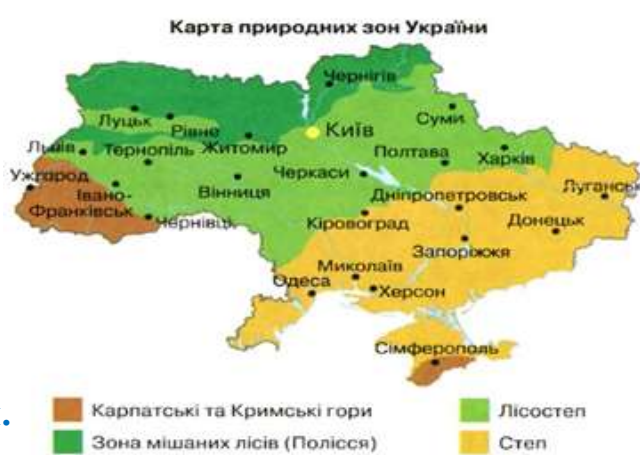 Карта природних зон України
Чернігів
Луцьк
Рівне
Київ
Суми
Львів
Тернопіль
Житомир
Полтава
Харків
Ужгород
Черкаси
Івано-
Франківськ
Вінниця
Дніпропетровськ
Луганськ
Чернівці
Кіровоград
Донецьк
Запоріжжя
Миколаїв
Одеса
Херсон
Сімферополь
Карпатські та Кримські гори
Лісостеп
Зона мішаних лісів (Полісся)
Степ